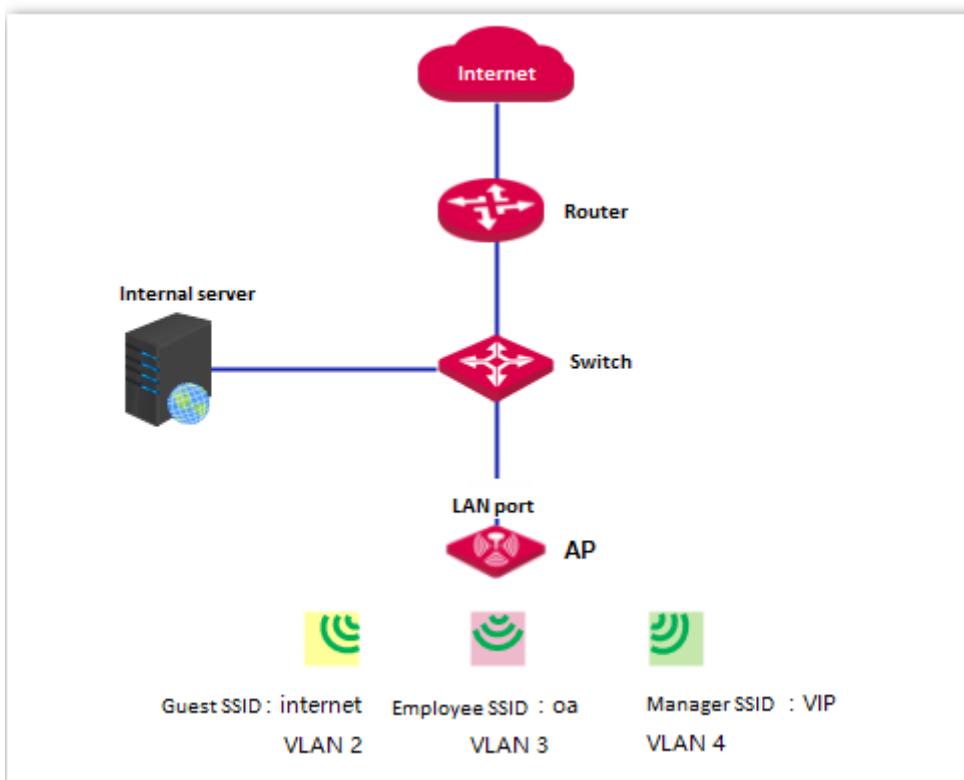 Internet
Router
Internal server
Switch
LAN port
AP
Guest SSID : internet
VLAN 2
Employee SSID : oa
VLAN 3
Manager SSID : VIP
VLAN 4